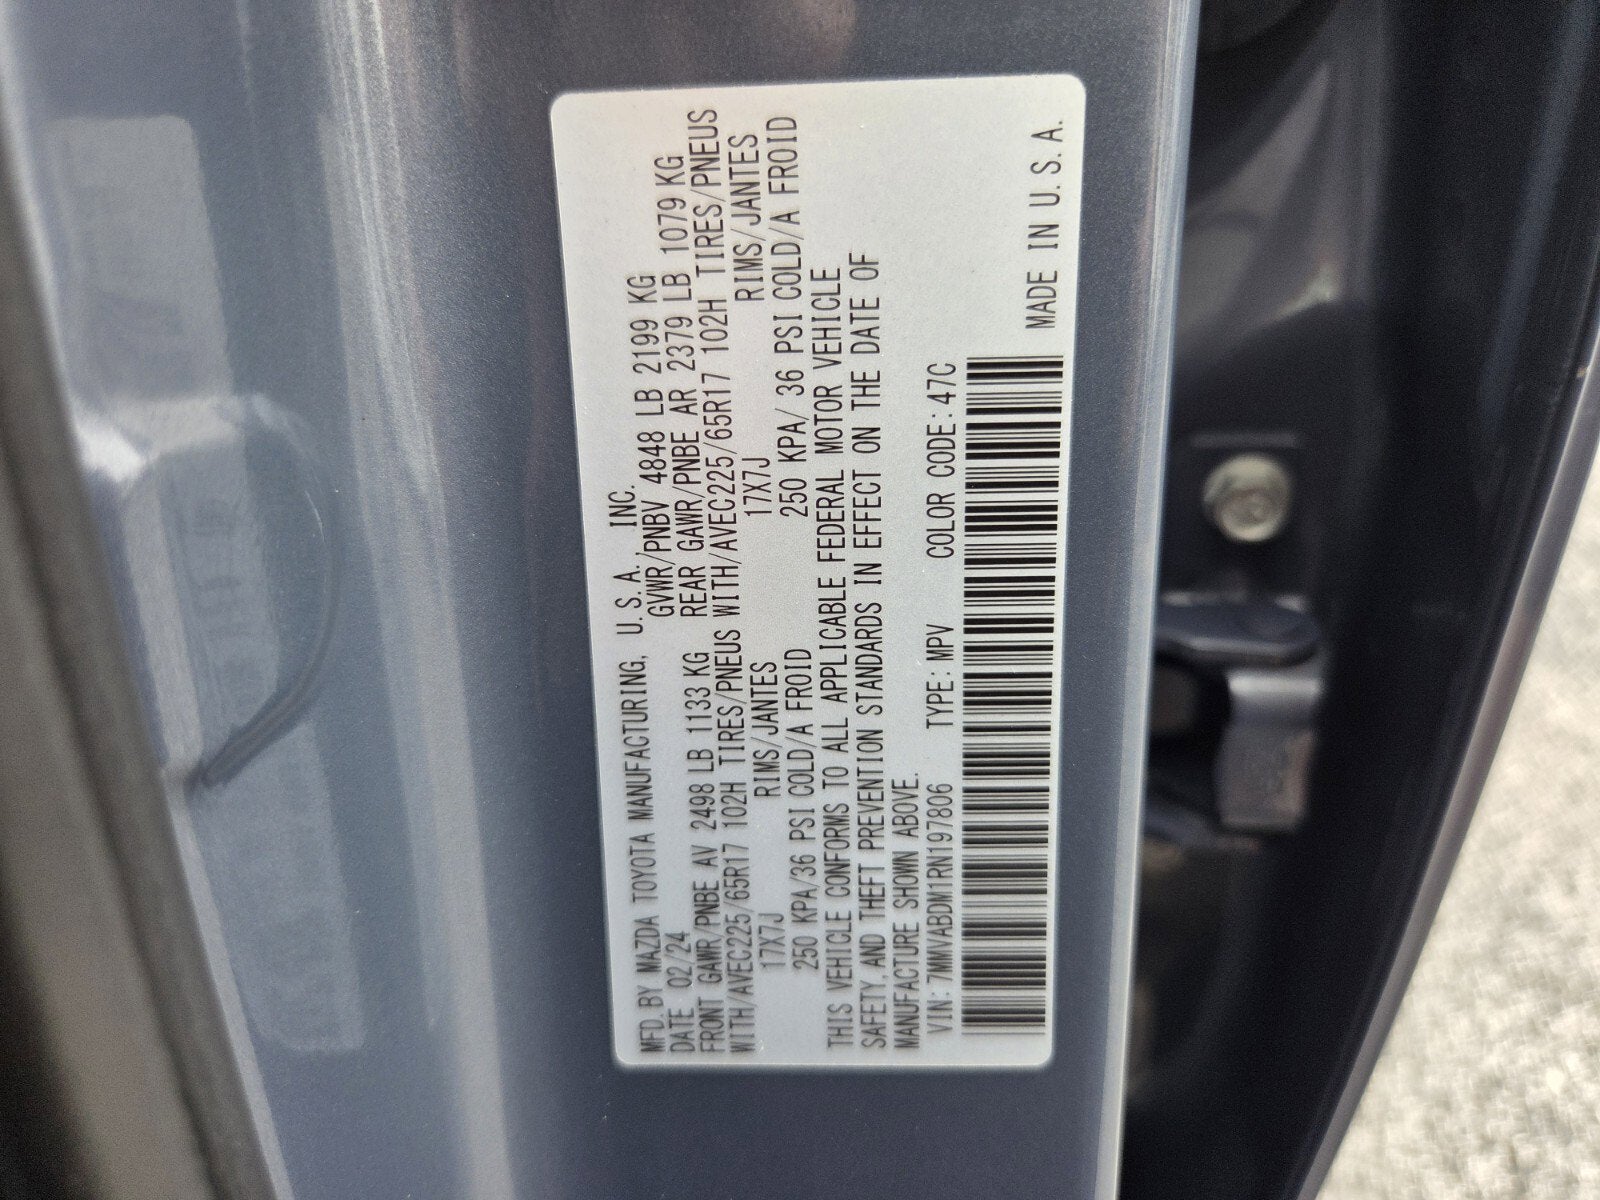 MFD.BY MAZDA TOYOTA MANUFACTURING, U.S.A., INC.
DATE 02/24 GVWR/PNBV 4848 LB 2199 KG
FRONT GAWR/PNBE AV 2498 LB 1133 KG REAR GAWR/PNBE AR 2379 LB 1079 KG
WITH/AVEC225/65R17 102H TIRES/PNEUS WITH/AVEC225/65R17 102H TIRES/PNEUS
17X7J RIMS/JANTES 17X7J RIMS/JANTES
250 KPA/36 PSI COLD/A FROID 250 KPA/ 36 PSI COLD/A FROID
THIS VEHICLE CONFORMS TO ALL APPLICABLE FEDERAL MOTOR VEHICLE
SAFETY, AND THEFT PREVENTION STANDARDS IN EFFECT ON THE DATE OF
MANUFACTURE SHOWN ABOVE.
VIN:7MMVABDM1RN197806 TYPE:MPV COLOR CODE:47C
MADE IN U.S.A.